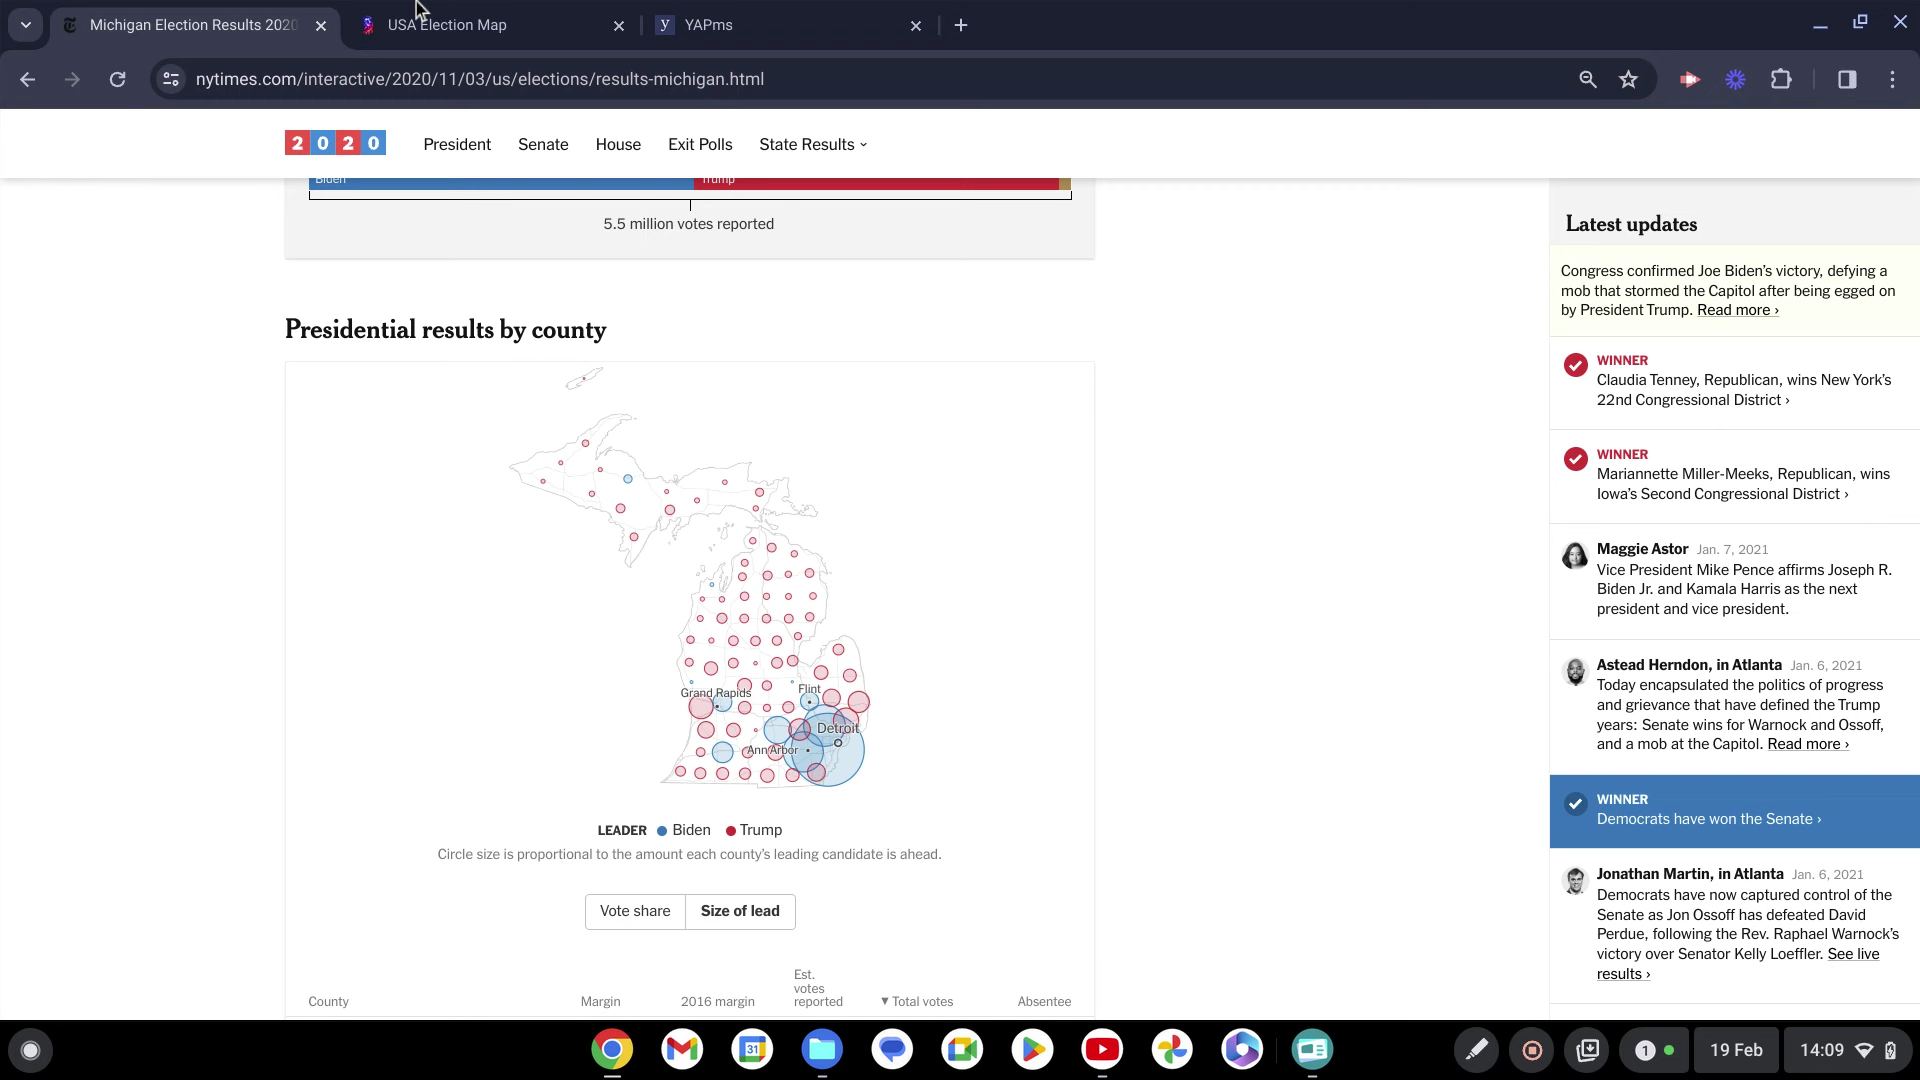 Michigan Election Results 2020
USA Election Map
YAPms
nytimes.com/interactive/2020/11/03/us/elections/results-michigan.html
2020
President
Senate
House
Exit Polls
State Results
Biden
Trump
5.5 million votes reported
Presidential results by county
Grand Rapids
Flint
Detroit
Ann Arbor
LEADER Biden Trump
Circle size is proportional to the amount each county's leading candidate is ahead.
Vote share
Size of lead
County
Margin
2016 margin
Est.
votes
reported
▼ Total votes
Absentee
Latest updates
Congress confirmed Joe Biden's victory, defying a
mob that stormed the Capitol after being egged on
by President Trump. Read more ›
WINNER
Claudia Tenney, Republican, wins New York's
22nd Congressional District ›
WINNER
Mariannette Miller-Meeks, Republican, wins
Iowa's Second Congressional District ›
Maggie Astor Jan. 7, 2021
Vice President Mike Pence affirms Joseph R.
Biden Jr. and Kamala Harris as the next
president and vice president.
Astead Herndon, in Atlanta Jan. 6, 2021
Today encapsulated the politics of progress
and grievance that have defined the Trump
years: Senate wins for Warnock and Ossoff,
and a mob at the Capitol. Read more ›
WINNER
Democrats have won the Senate ›
Jonathan Martin, in Atlanta Jan. 6, 2021
Democrats have now captured control of the
Senate as Jon Ossoff has defeated David
Perdue, following the Rev. Raphael Warnock's
victory over Senator Kelly Loeffler. See live
results ›
31
1
19 Feb
14:09